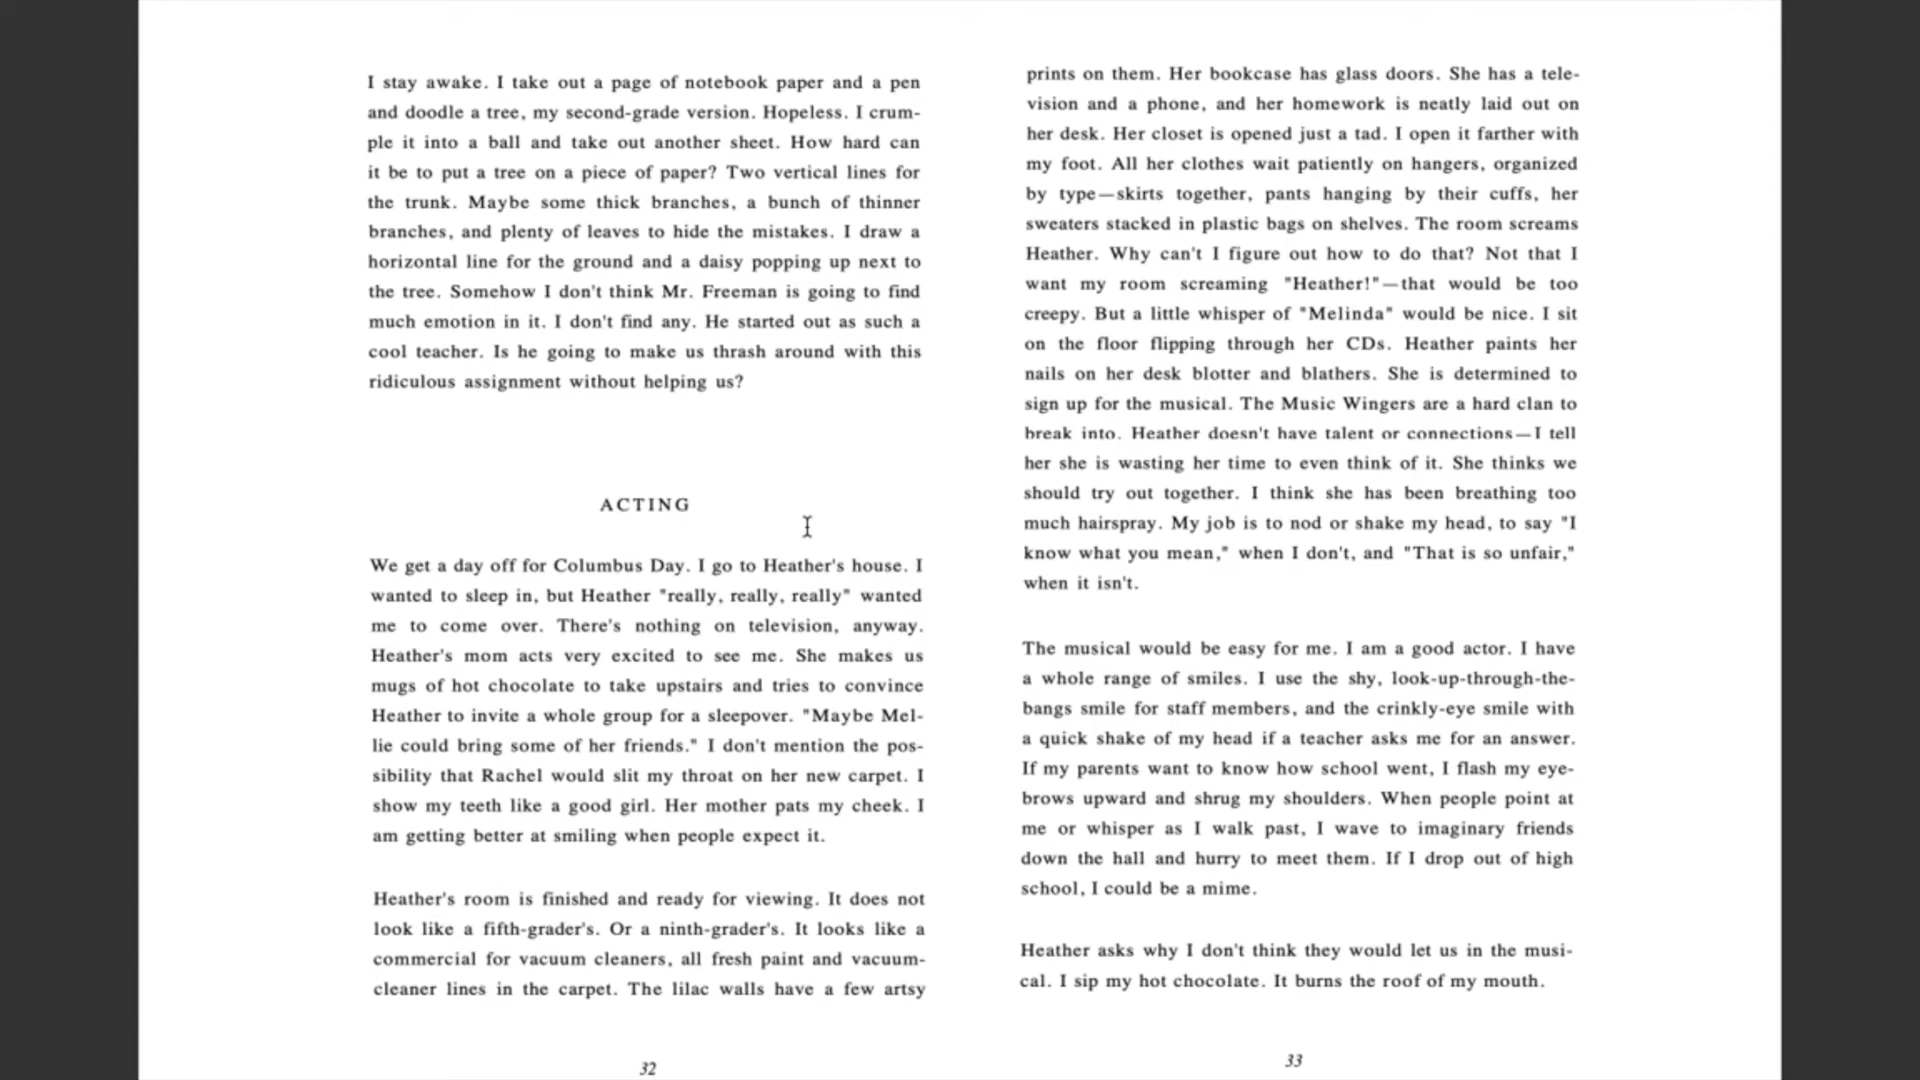 I stay awake. I take out a page of notebook paper and a pen
and doodle a tree, my second-grade version. Hopeless. I crum-
ple it into a ball and take out another sheet. How hard can
it be to put a tree on a piece of paper? Two vertical lines for
the trunk. Maybe some thick branches, a bunch of thinner
branches, and plenty of leaves to hide the mistakes. I draw a
horizontal line for the ground and a daisy popping up next to
the tree. Somehow I don't think Mr. Freeman is going to find
much emotion in it. I don't find any. He started out as such a
cool teacher. Is he going to make us thrash around with this
ridiculous assignment without helping us?
ACTING
We get a day off for Columbus Day. I go to Heather's house. I
wanted to sleep in, but Heather "really, really, really" wanted
me to come over. There's nothing on television, anyway.
Heather's mom acts very excited to see me. She makes us
mugs of hot chocolate to take upstairs and tries to convince
Heather to invite a whole group for a sleepover. "Maybe Mel-
lie could bring some of her friends." I don't mention the pos-
sibility that Rachel would slit my throat on her new carpet. I
show my teeth like a good girl. Her mother pats my cheek. I
am getting better at smiling when people expect it.
Heather's room is finished and ready for viewing. It does not
look like a fifth-grader's. Or a ninth-grader's. It looks like a
commercial for vacuum cleaners, all fresh paint and vacuum-
cleaner lines in the carpet. The lilac walls have a few artsy
32
prints on them. Her bookcase has glass doors. She has a tele-
vision and a phone, and her homework is neatly laid out on
her desk. Her closet is opened just a tad. I open it farther with
my foot. All her clothes wait patiently on hangers, organized
by type—skirts together, pants hanging by their cuffs, her
sweaters stacked in plastic bags on shelves. The room screams
Heather. Why can't I figure out how to do that? Not that I
want my room screaming "Heather!"—that would be too
creepy. But a little whisper of "Melinda" would be nice. I sit
on the floor flipping through her CDs. Heather paints her
nails on her desk blotter and blathers. She is determined to
sign up for the musical. The Music Wingers are a hard clan to
break into. Heather doesn't have talent or connections—I tell
her she is wasting her time to even think of it. She thinks we
should try out together. I think she has been breathing too
much hairspray. My job is to nod or shake my head, to say "I
know what you mean," when I don't, and "That is so unfair,"
when it isn't.
The musical would be easy for me. I am a good actor. I have
a whole range of smiles. I use the shy, look-up-through-the-
bangs smile for staff members, and the crinkly-eye smile with
a quick shake of my head if a teacher asks me for an answer.
If my parents want to know how school went, I flash my eye-
brows upward and shrug my shoulders. When people point at
me or whisper as I walk past, I wave to imaginary friends
down the hall and hurry to meet them. If I drop out of high
school, I could be a mime.
Heather asks why I don't think they would let us in the musi-
cal. I sip my hot chocolate. It burns the roof of my mouth.
33